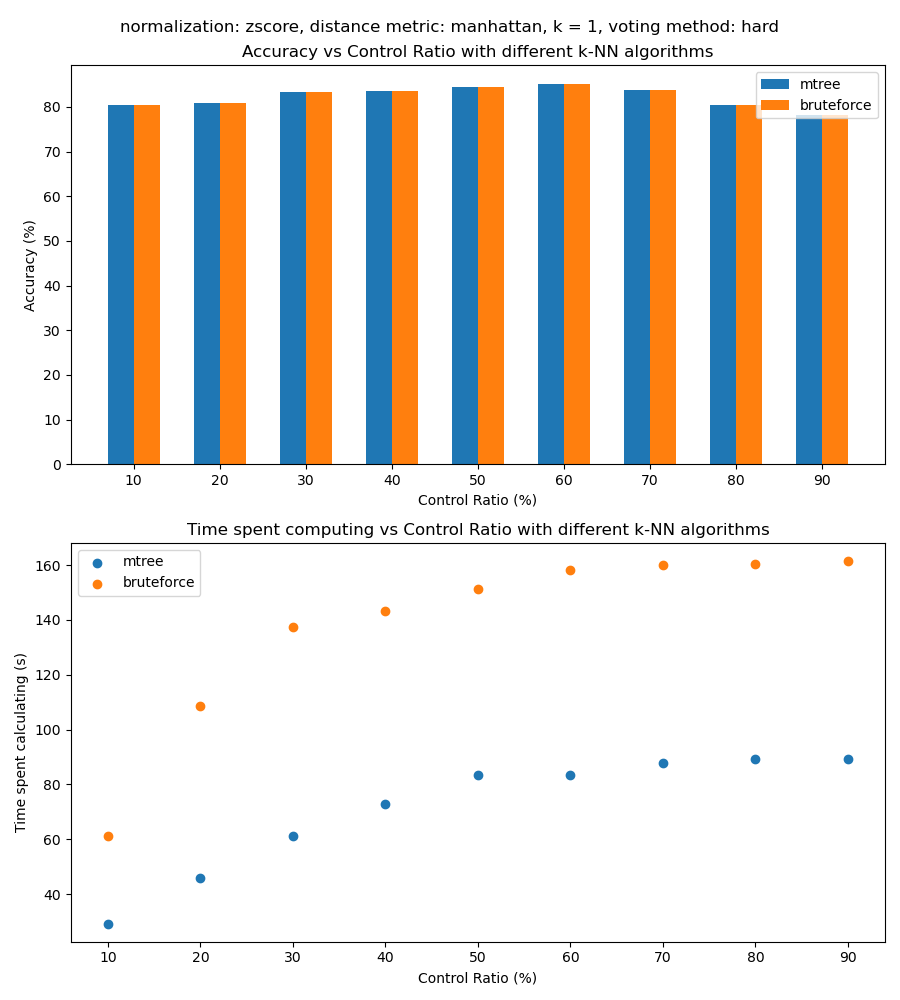 normalization: zscore, distance metric: manhattan, k = 1, voting method: hard
Accuracy vs Control Ratio with different k-NN algorithms
mtree
bruteforce
Accuracy (%)
80
70
60
50
40
30
20
10
0
10 20 30 40 50 60 70 80 90
Control Ratio (%)
Time spent computing vs Control Ratio with different k-NN algorithms
mtree
bruteforce
Time spent calculating (s)
160
140
120
100
80
60
40
10 20 30 40 50 60 70 80 90
Control Ratio (%)